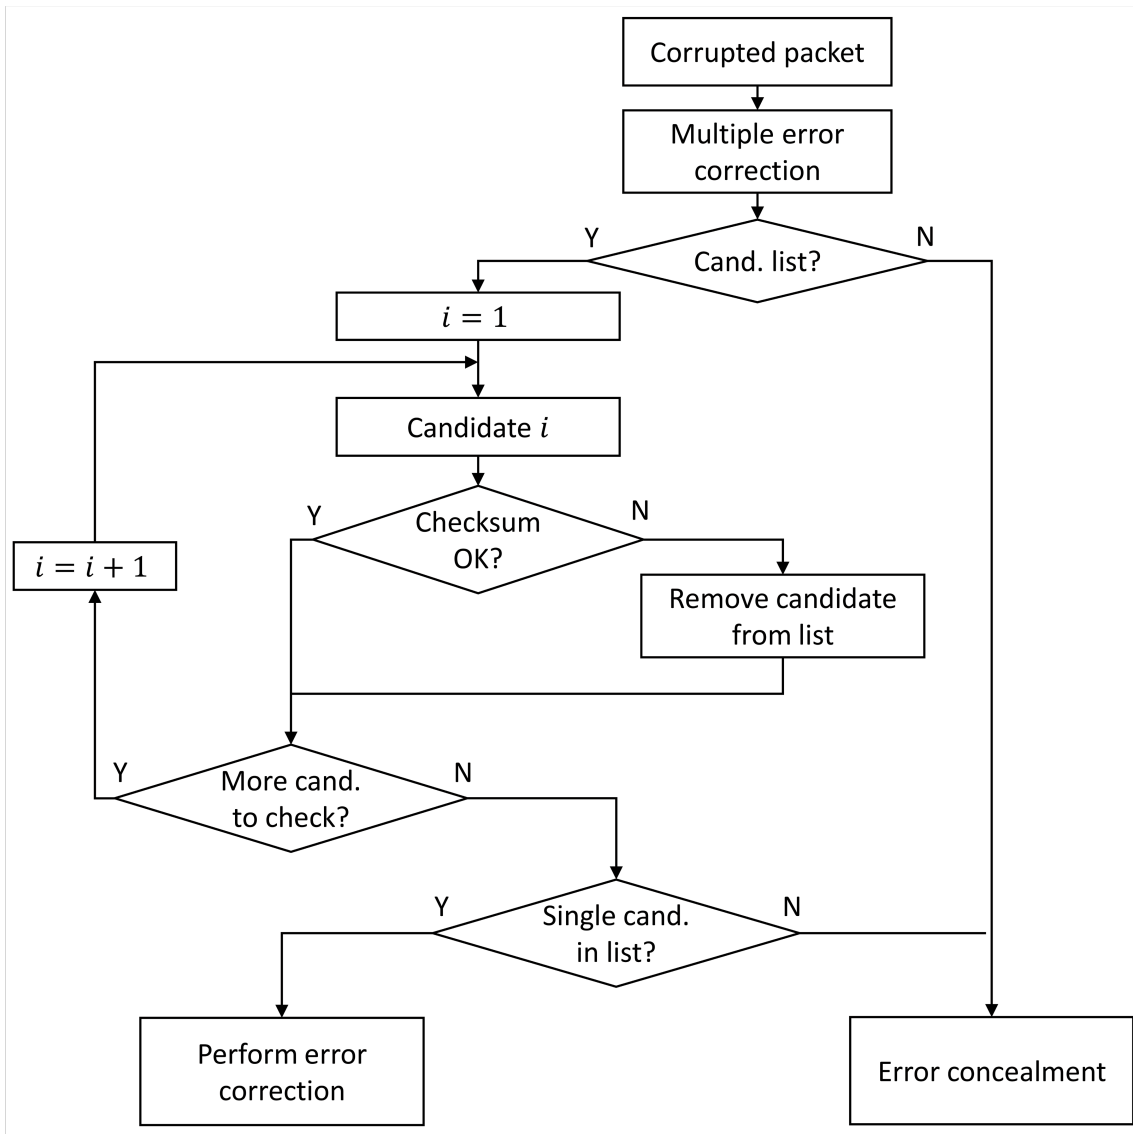 Corrupted packet
Multiple error
correction
Y
N
Cand. list?
i = 1
Candidate i
Y
N
Checksum
OK?
i = i + 1
Remove candidate
from list
Y
N
More cand.
to check?
Y
N
Single cand.
in list?
Perform error
correction
Error concealment